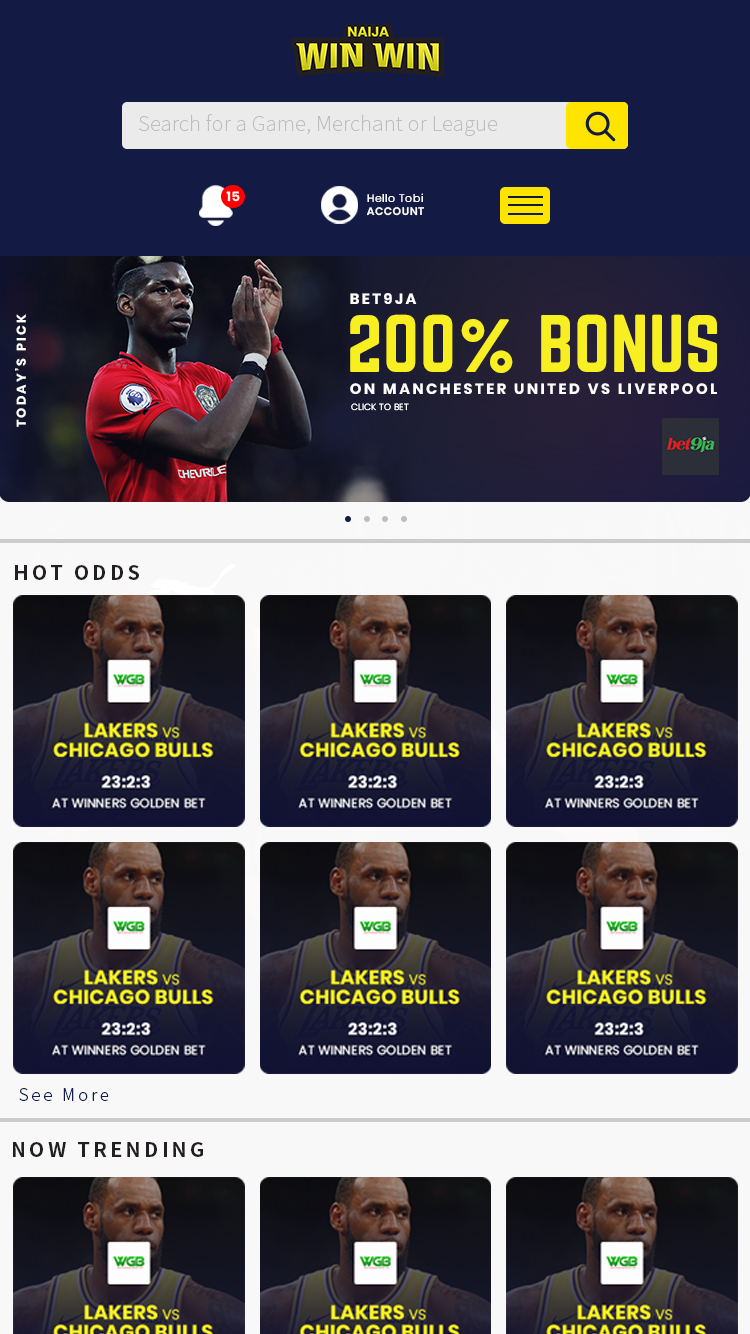 NAIJA
WIN WIN
Search for a Game, Merchant or League
15
Hello Tobi
ACCOUNT
TODAY'S PICK
BET9JA
200% BONUS
ON MANCHESTER UNITED VS LIVERPOOL
CLICK TO BET
bet9ja
CHEVROLE
HOT ODDS
WGB
LAKERS VS
CHICAGO BULLS
23:2:3
AT WINNERS GOLDEN BET
WGB
LAKERS VS
CHICAGO BULLS
23:2:3
AT WINNERS GOLDEN BET
WGB
LAKERS VS
CHICAGO BULLS
23:2:3
AT WINNERS GOLDEN BET
WGB
LAKERS VS
CHICAGO BULLS
23:2:3
AT WINNERS GOLDEN BET
WGB
LAKERS VS
CHICAGO BULLS
23:2:3
AT WINNERS GOLDEN BET
WGB
LAKERS VS
CHICAGO BULLS
23:2:3
AT WINNERS GOLDEN BET
See More
NOW TRENDING
WGB
LAKERS VS
CHICAGO BULLS
WGB
LAKERS VS
CHICAGO BULLS
WGB
LAKERS VS
CHICAGO BULLS